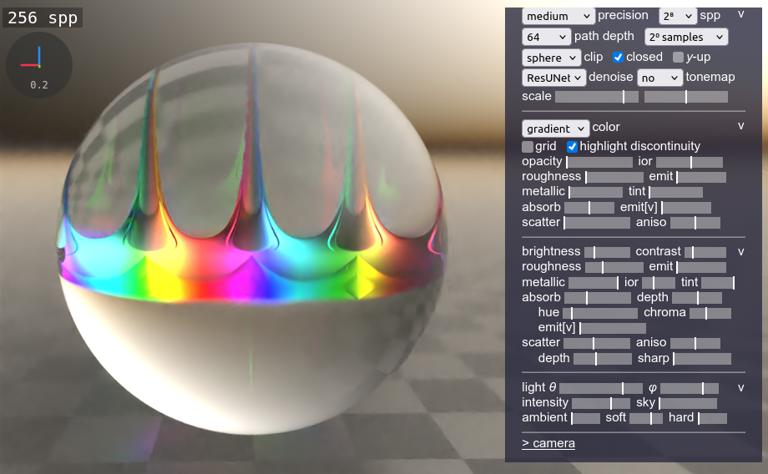 256 spp
0.2
medium precision 2⁸ spp v
64 path depth 2⁰ samples
sphere clip closed y-up
ResUNet denoise no tonemap
scale
gradient color v
grid highlight discontinuity
opacity ior
roughness emit
metallic tint
absorb emit[v]
scatter aniso
brightness contrast v
roughness emit
metallic ior tint
absorb depth
hue chroma
emit[v]
scatter aniso
depth sharp
light θ φ v
intensity sky
ambient soft hard
> camera